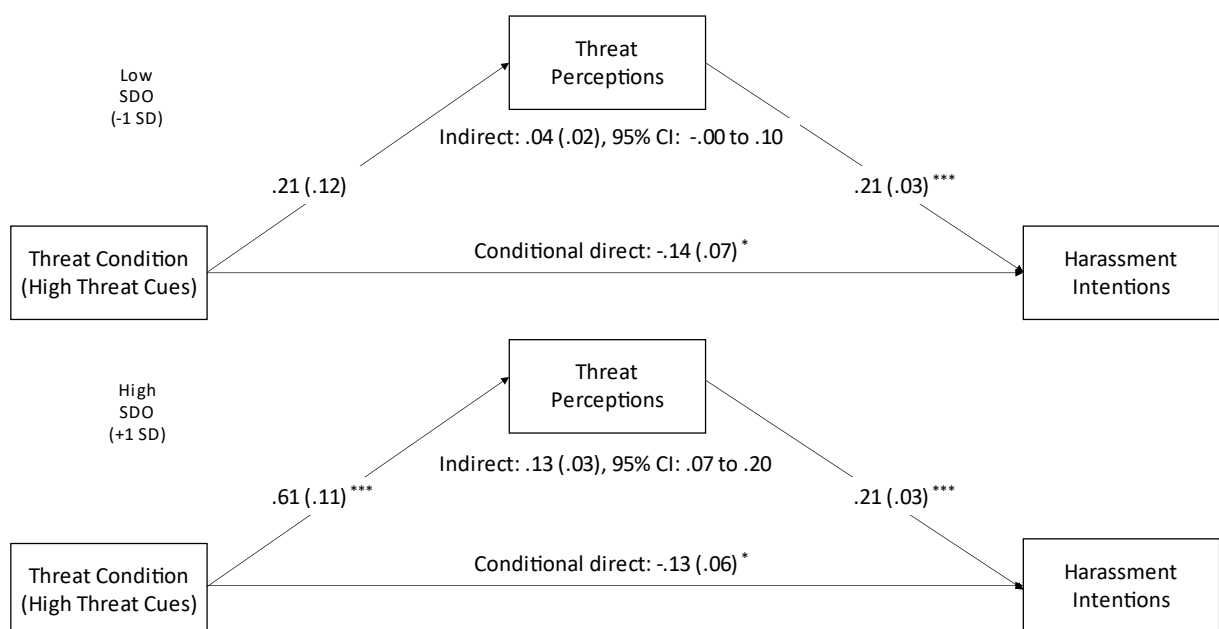 Threat
Perceptions
Low
SDO
(-1 SD)
Indirect: .04 (.02), 95% CI: -.00 to .10
.21 (.12)
.21 (.03) ***
Threat Condition
(High Threat Cues)
Conditional direct: -.14 (.07) *
Harassment
Intentions
Threat
Perceptions
High
SDO
(+1 SD)
Indirect: .13 (.03), 95% CI: .07 to .20
.61 (.11) ***
.21 (.03) ***
Threat Condition
(High Threat Cues)
Conditional direct: -.13 (.06) *
Harassment
Intentions